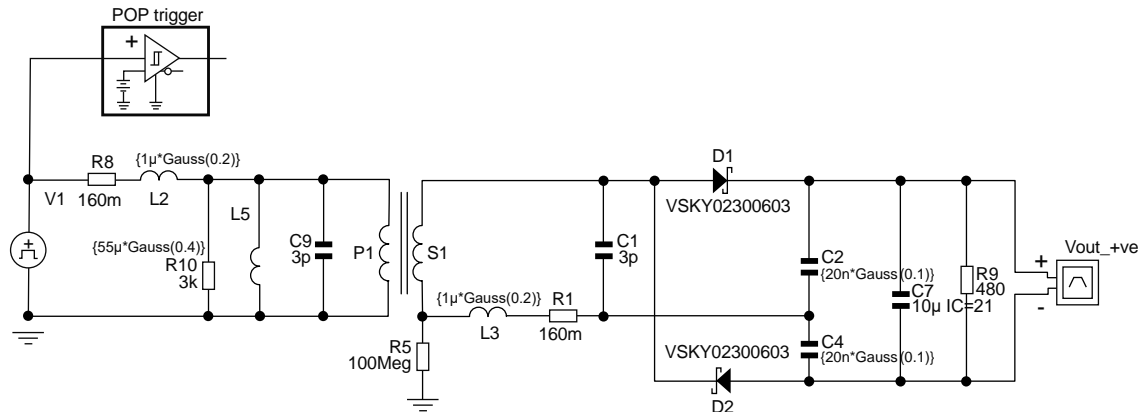 POP trigger
+
R8
{1µ*Gauss(0.2)}
V1
160m
L2
L5
{55µ*Gauss(0.4)}
R10
3k
C9
3p
P1
S1
{1µ*Gauss(0.2)}
L3
R1
160m
R5
100Meg
C1
3p
D1
VSKY02300603
VSKY02300603
D2
C2
{20n*Gauss(0.1)}
C4
{20n*Gauss(0.1)}
C7
10µ IC=21
R9
480
Vout_+ve
+
-